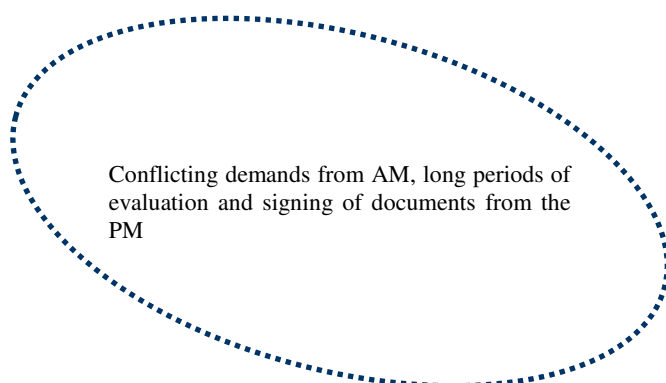 Conflicting demands from AM, long periods of
evaluation and signing of documents from the
PM